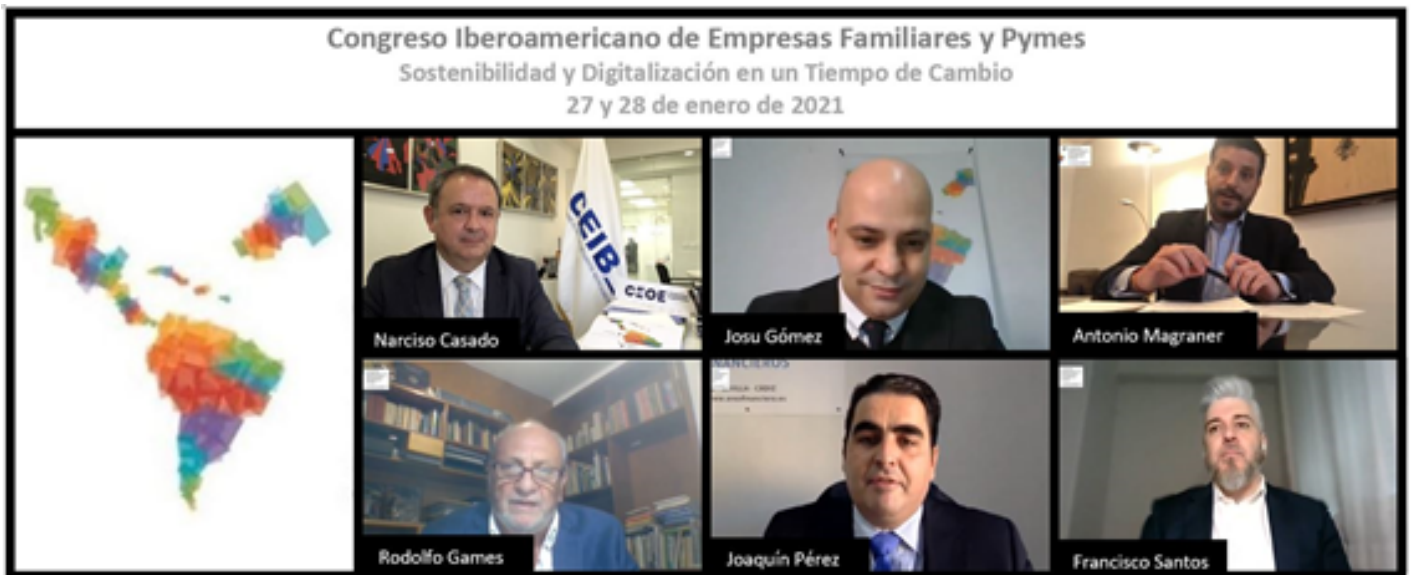 Congreso Iberoamericano de Empresas Familiares y Pymes
Sostenibilidad y Digitalización en un Tiempo de Cambio
27 y 28 de enero de 2021
CEIB
CEOE
Narciso Casado
Josu Gómez
Antonio Magraner
Rodolfo Games
Joaquín Pérez
Francisco Santos